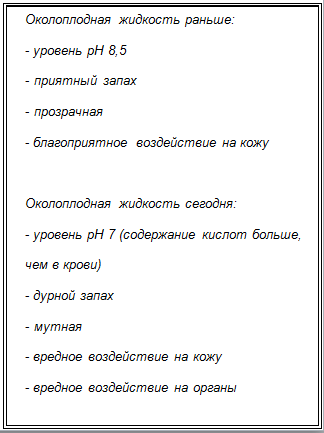 Околоплодная жидкость раньше:
- уровень pH 8,5
- приятный запах
- прозрачная
- благоприятное воздействие на кожу
Околоплодная жидкость сегодня:
- уровень pH 7 (содержание кислот больше,
чем в крови)
- дурной запах
- мутная
- вредное воздействие на кожу
- вредное воздействие на органы